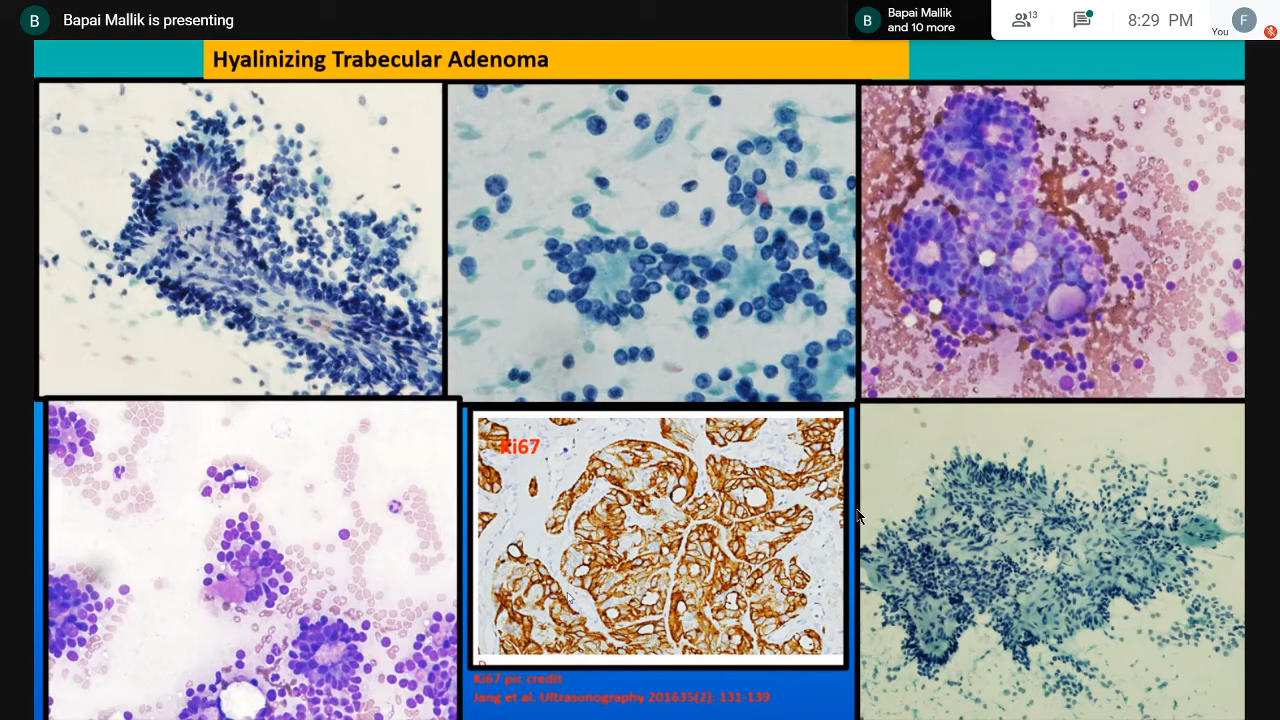 B Bapai Mallik is presenting
B Bapai Mallik
and 10 more
13
8:29 PM
You
F
Hyalinizing Trabecular Adenoma
Ki67
Ki67 pic credit
Jang et al. Ultrasonography 201635(2): 131-139